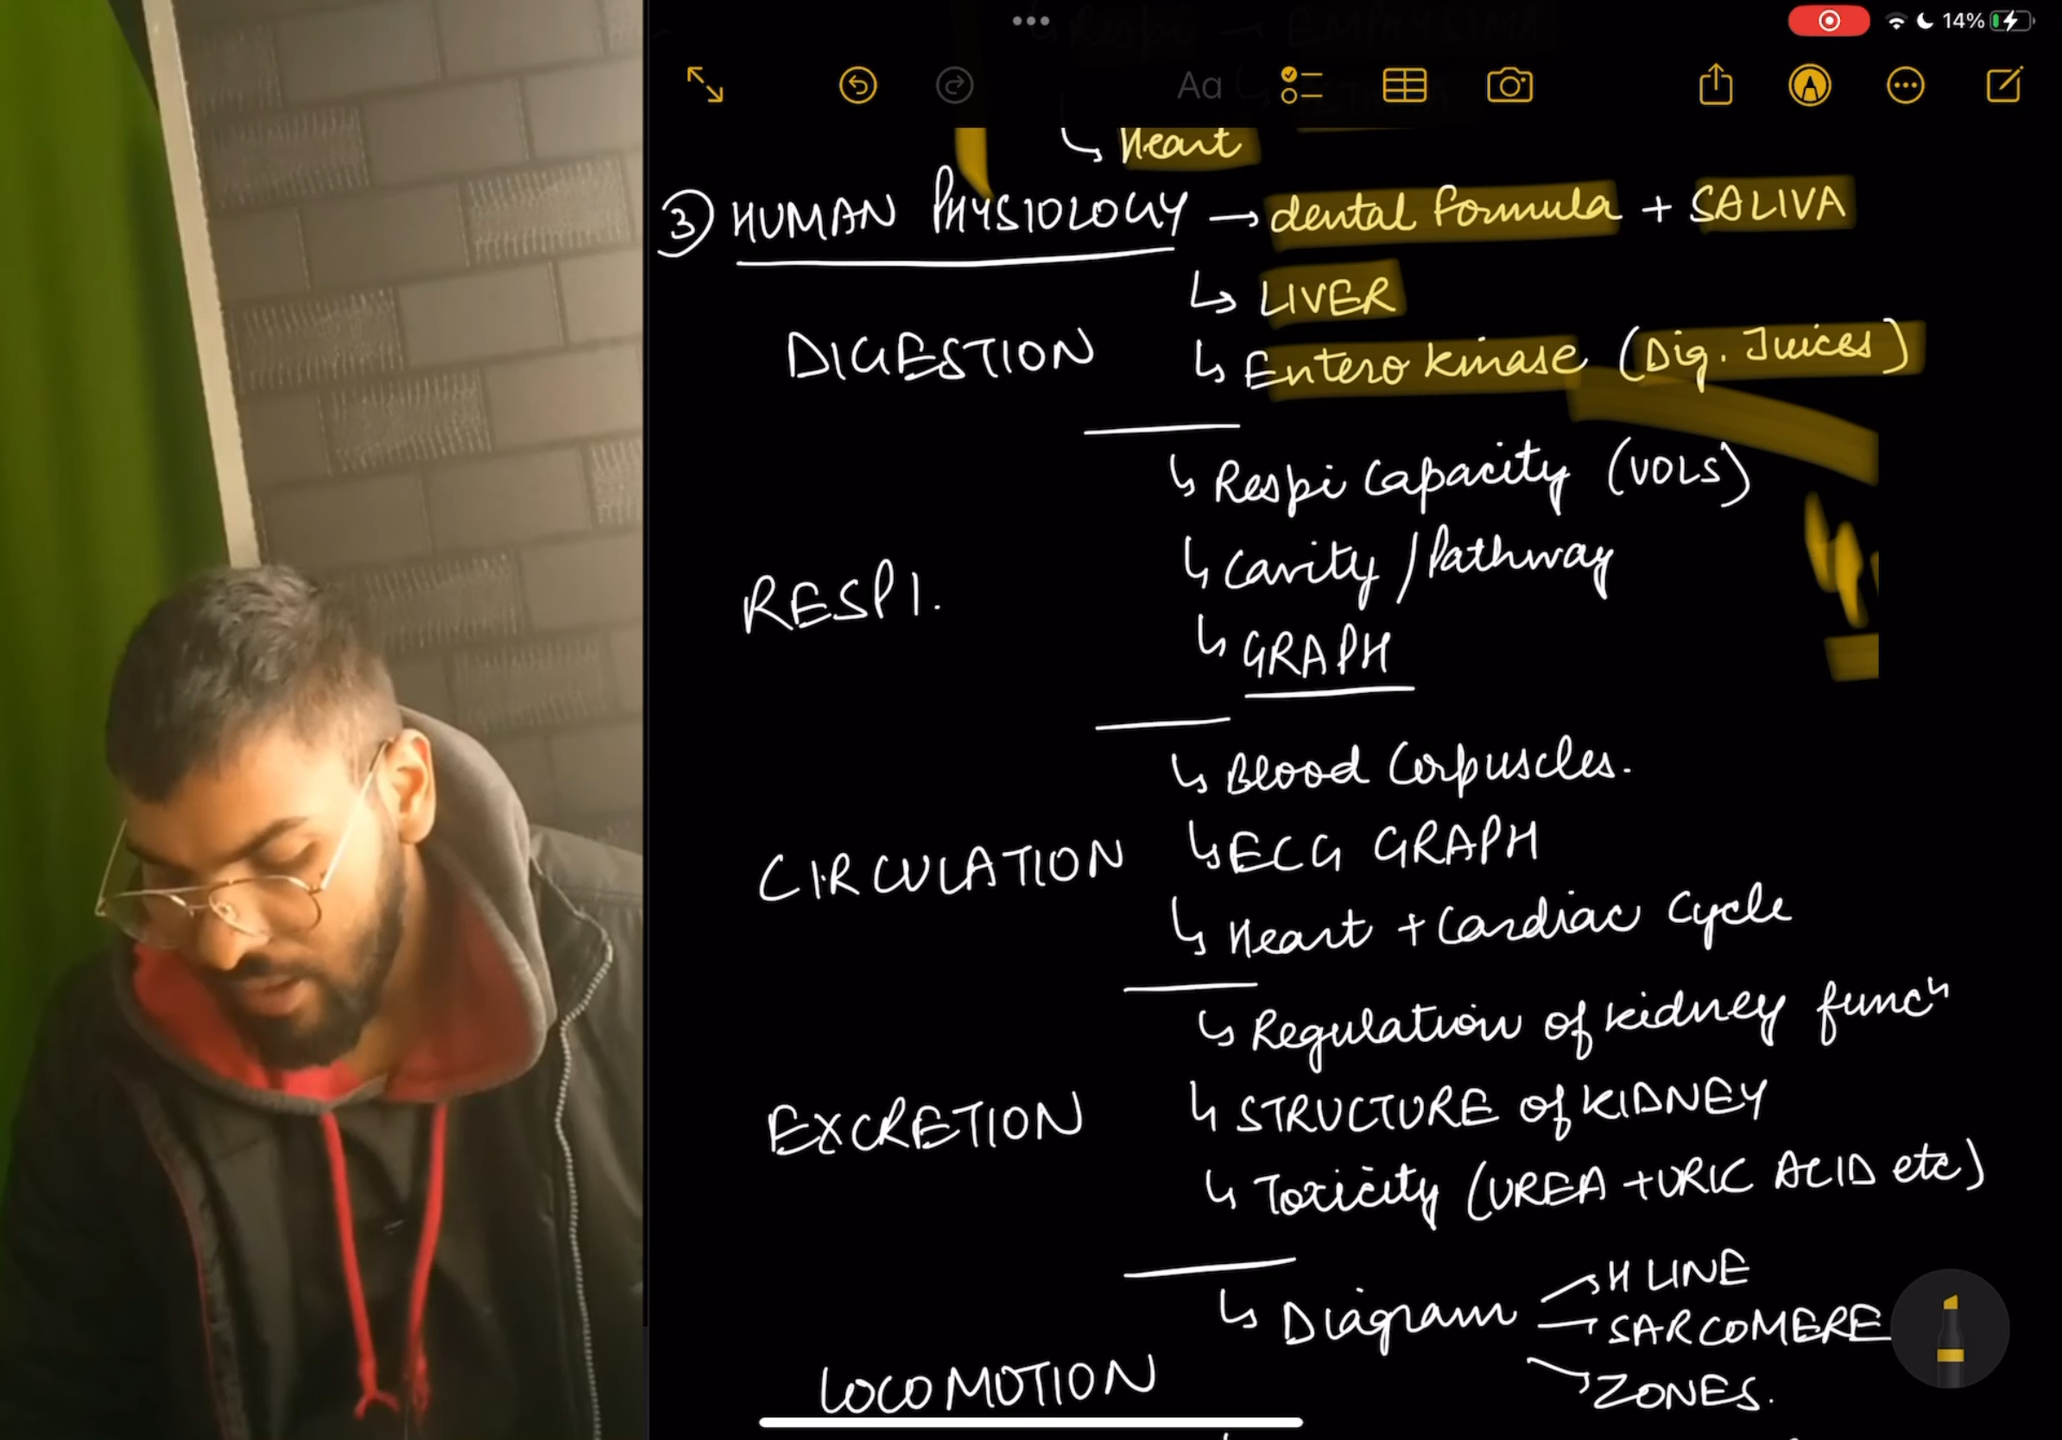 14%
Aa
↳ Heart
③ HUMAN PHYSIOLOGY → dental formula + SALIVA
↳ LIVER
DIGESTION ↳ Entero kinase (Dig. Juices)
↳ Respi Capacity (VOLS)
↳ Cavity / Pathway
RESPI.
↳ GRAPH
↳ Blood Corpuscles.
CIRCULATION ↳ ECG GRAPH
↳ Heart + Cardiac Cycle
↳ Regulation of kidney funcⁿ
EXCRETION ↳ STRUCTURE of KIDNEY
↳ Toxicity (UREA + URIC ACID etc)
↳ Diagram → H LINE
→ SARCOMERE
→ ZONES.
LOCOMOTION